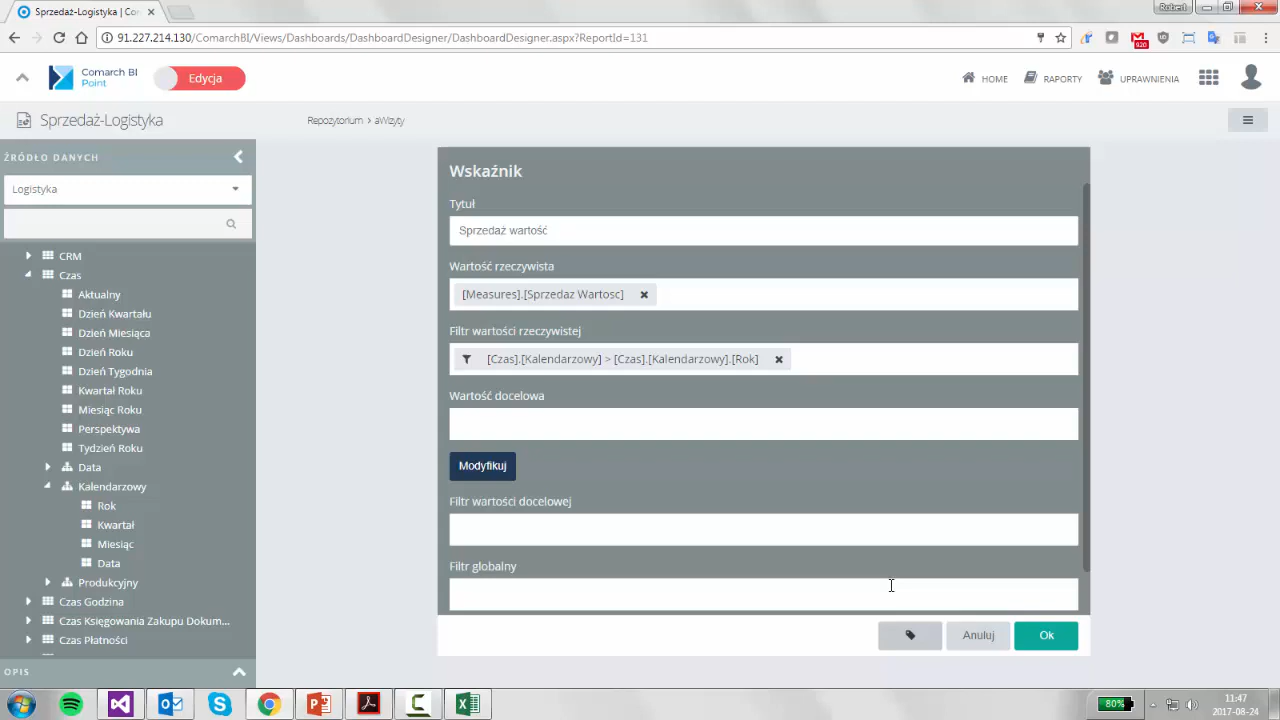 Sprzedaż-Logistyka | Con
Robert
91.227.214.130/ComarchBI/Views/Dashboards/DashboardDesigner/DashboardDesigner.aspx?ReportId=131
920
Comarch BI
Point
Edycja
HOME
RAPORTY
UPRAWNIENIA
Sprzedaż-Logistyka
Repozytorium > aWizyty
ŹRÓDŁO DANYCH
Logistyka
CRM
Czas
Aktualny
Dzień Kwartału
Dzień Miesiąca
Dzień Roku
Dzień Tygodnia
Kwartał Roku
Miesiąc Roku
Perspektywa
Tydzień Roku
Data
Kalendarzowy
Rok
Kwartał
Miesiąc
Data
Produkcyjny
Czas Godzina
Czas Księgowania Zakupu Dokum...
Czas Płatności
OPIS
Wskaźnik
Tytuł
Sprzedaż wartość
Wartość rzeczywista
[Measures].[Sprzedaz Wartosc]
Filtr wartości rzeczywistej
[Czas].[Kalendarzowy] > [Czas].[Kalendarzowy].[Rok]
Wartość docelowa
Modyfikuj
Filtr wartości docelowej
Filtr globalny
Anuluj
Ok
80%
11:47
2017-08-24